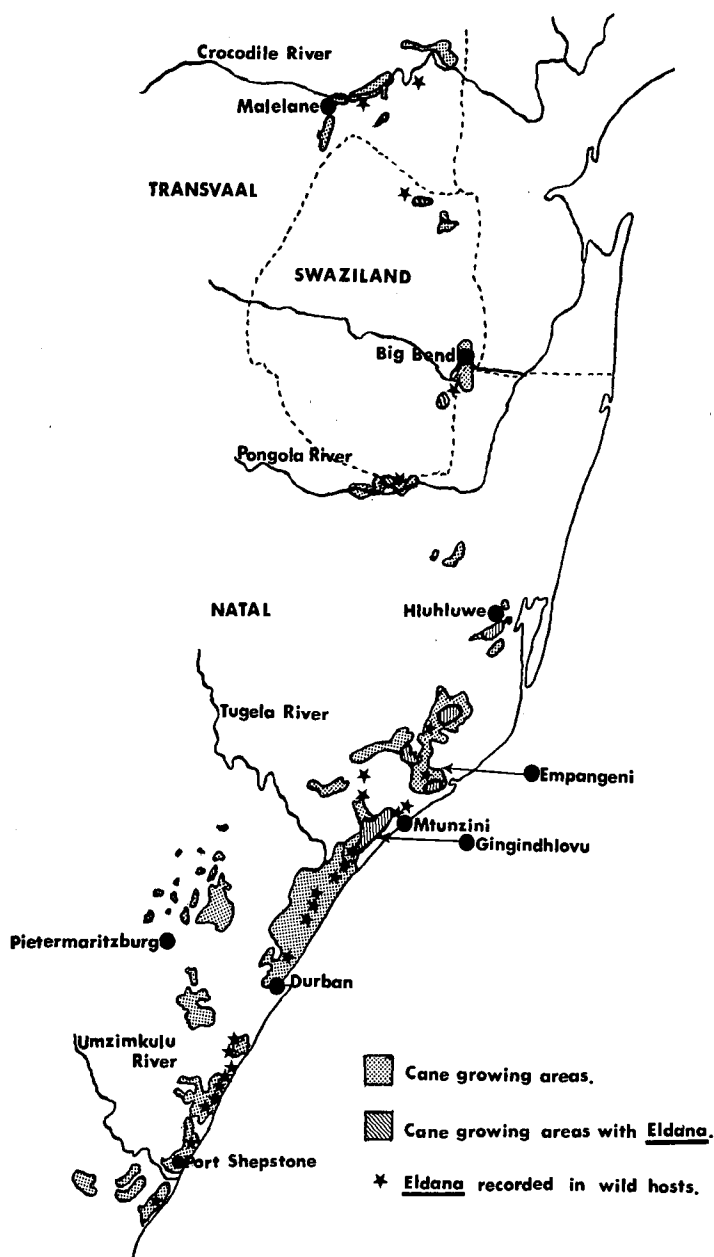 Crocodile River
Malelane
TRANSVAAL
SWAZILAND
Big Bend
Pongola River
NATAL
Hluhluwe
Tugela River
Empangeni
Mtunzini
Gingindhlovu
Pietermaritzburg
Durban
Umzimkulu
River
Port Shepstone
Cane growing areas.
Cane growing areas with Eldana.
Eldana recorded in wild hosts.